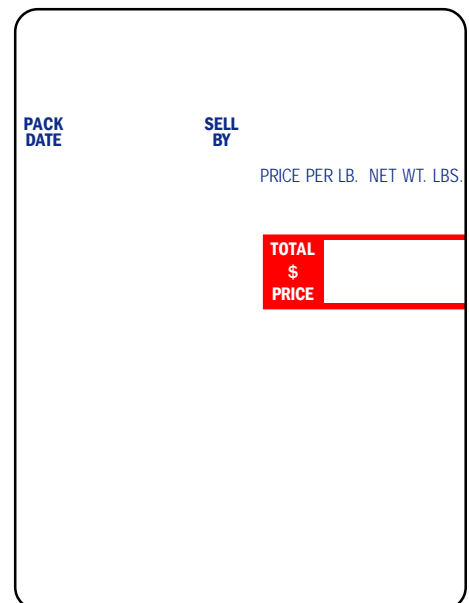 PACK
DATE
SELL
BY
PRICE PER LB. NET WT. LBS.
TOTAL
$
PRICE